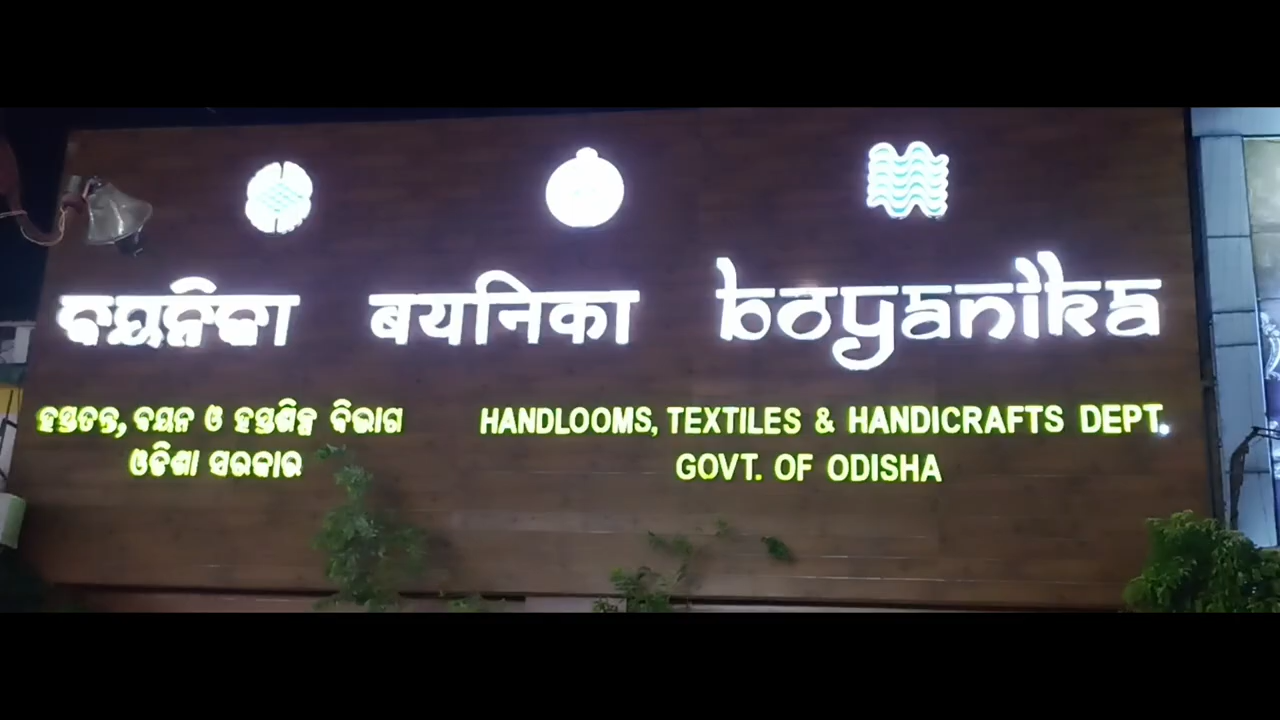 ବୟନିକା बयनिका boyanika
ହସ୍ତତନ୍ତ, ବୟନ ଓ ହସ୍ତଶିଳ୍ପ ବିଭାଗ
ଓଡିଶା ସରକାର
HANDLOOMS, TEXTILES & HANDICRAFTS DEPT.
GOVT. OF ODISHA